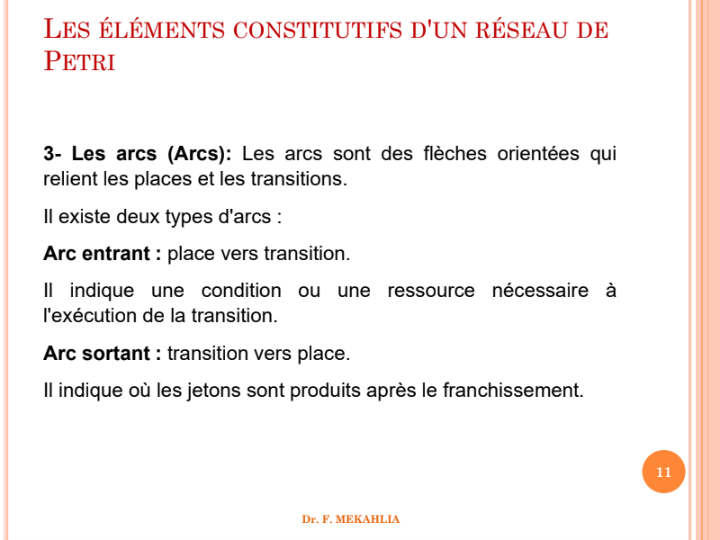 LES ÉLÉMENTS CONSTITUTIFS D'UN RÉSEAU DE
PETRI
3- Les arcs (Arcs): Les arcs sont des flèches orientées qui
relient les places et les transitions.
Il existe deux types d'arcs :
Arc entrant : place vers transition.
Il indique une condition ou une ressource nécessaire à
l'exécution de la transition.
Arc sortant : transition vers place.
Il indique où les jetons sont produits après le franchissement.
11
Dr. F. MEKAHLIA